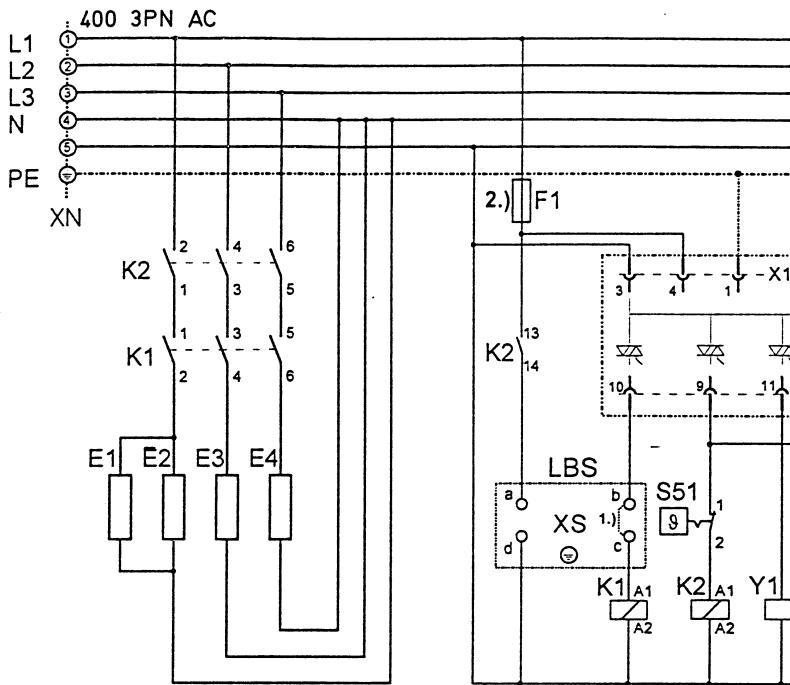 400 3PN AC
L1 1
L2 2
L3 3
N 4
5
PE
XN
2.) F1
2 4 6
K2
1 3 5
X1
3 4 1
1 3 5
K1
2 4 6
13
K2
14
10 9 11
E1 E2 E3 E4
LBS
a b
S51
XS 1.)
ϑ
1
2
d c
K1 A1 K2 A1 Y1
A2 A2